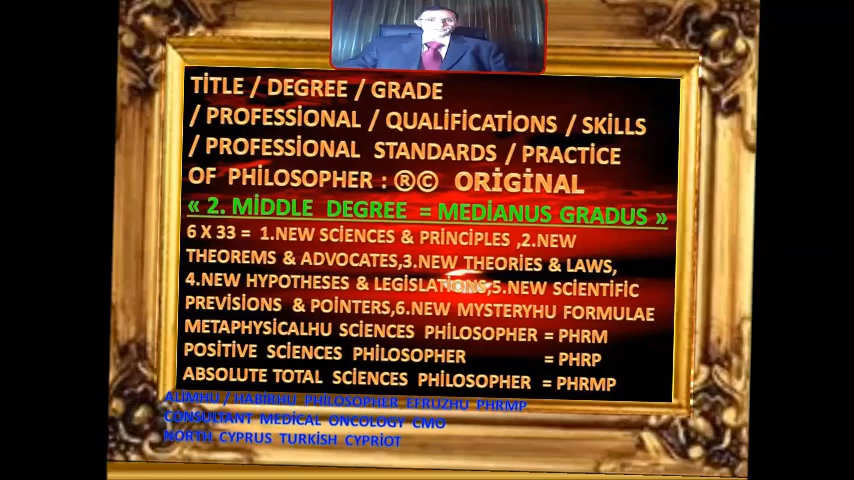 TİTLE / DEGREE / GRADE
/ PROFESSİONAL / QUALİFİCATİONS / SKİLLS
/ PROFESSİONAL STANDARDS / PRACTİCE
OF PHİLOSOPHER : ®© ORİGİNAL
« 2. MİDDLE DEGREE = MEDİANUS GRADUS »
6 X 33 = 1.NEW SCİENCES & PRİNCİPLES ,2.NEW
THEOREMS & ADVOCATES,3.NEW THEORİES & LAWS,
4.NEW HYPOTHESES & LEGİSLATİONS,5.NEW SCİENTİFİC
PREVİSİONS & POİNTERS,6.NEW MYSTERYHU FORMULAE
METAPHYSİCALHU SCİENCES PHİLOSOPHER = PHRM
POSİTİVE SCİENCES PHİLOSOPHER = PHRP
ABSOLUTE TOTAL SCİENCES PHİLOSOPHER = PHRMP
ALİMHU / HABİRHU PHİLOSOPHER EFRUZHU PHRMP
CONSULTANT MEDİCAL ONCOLOGY CMO
NORTH CYPRUS TURKİSH CYPRİOT